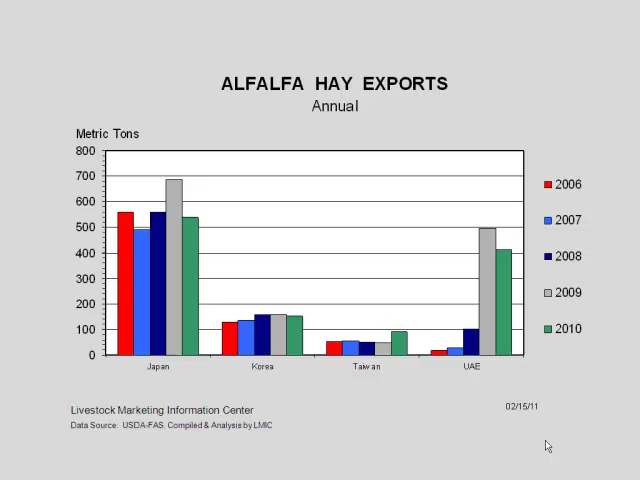 ALFALFA HAY EXPORTS
Annual
Metric Tons
800
700
600
500
400
300
200
100
0
Japan
Korea
Taiwan
UAE
2006
2007
2008
2009
2010
Livestock Marketing Information Center
Data Source: USDA-FAS, Compiled & Analysis by LMIC
02/15/11